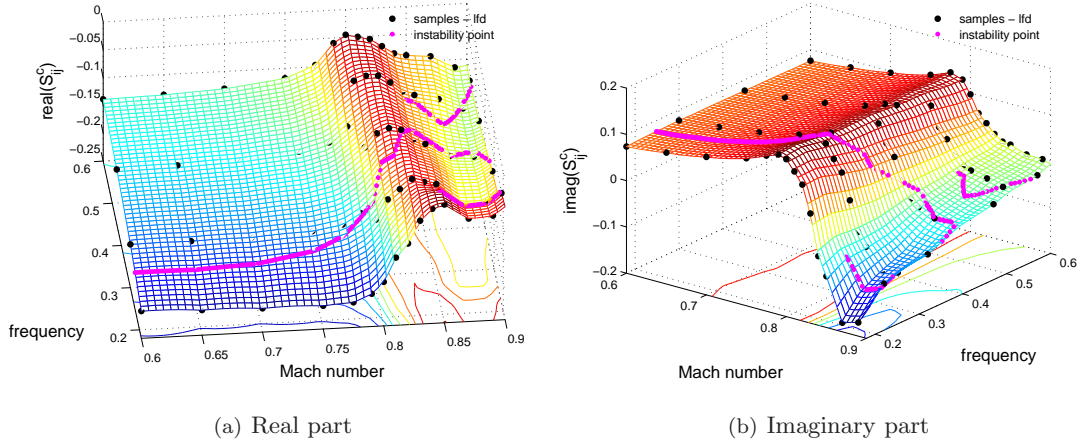 samples – lfd
instability point
real(S^c_ij)
0
−0.05
−0.1
−0.15
−0.2
−0.25
0.6
0.5
0.4
0.3
0.2
frequency
0.6
0.65
0.7
0.75
0.8
0.85
0.9
Mach number
(a) Real part
samples – lfd
instability point
imag(S^c_ij)
0.2
0.1
0
−0.1
−0.2
0.6
0.7
0.8
0.9
Mach number
0.2
0.3
0.4
0.5
0.6
frequency
(b) Imaginary part